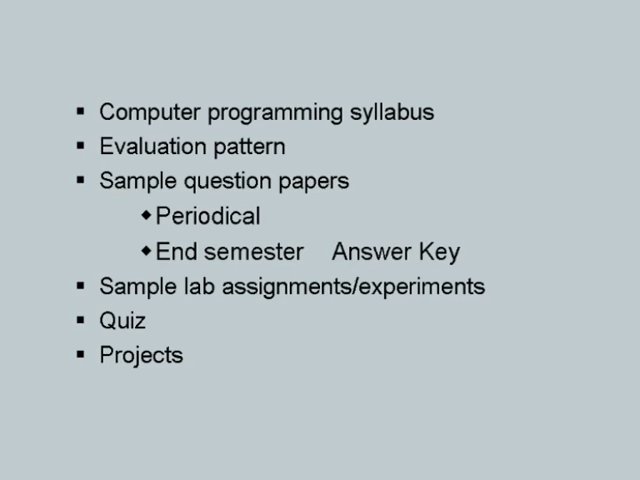 ▪ Computer programming syllabus
▪ Evaluation pattern
▪ Sample question papers
◆Periodical
◆End semester Answer Key
▪ Sample lab assignments/experiments
▪ Quiz
▪ Projects